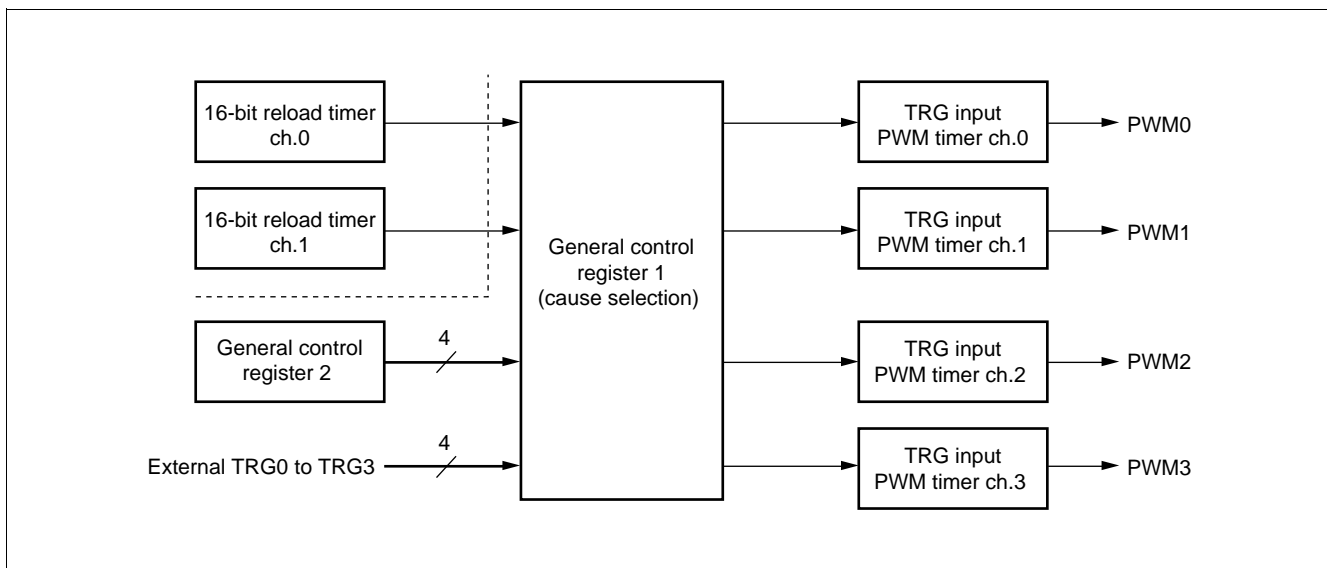 16-bit reload timer
ch.0
16-bit reload timer
ch.1
General control
register 2
4
External TRG0 to TRG3
4
General control
register 1
(cause selection)
TRG input
PWM timer ch.0
PWM0
TRG input
PWM timer ch.1
PWM1
TRG input
PWM timer ch.2
PWM2
TRG input
PWM timer ch.3
PWM3